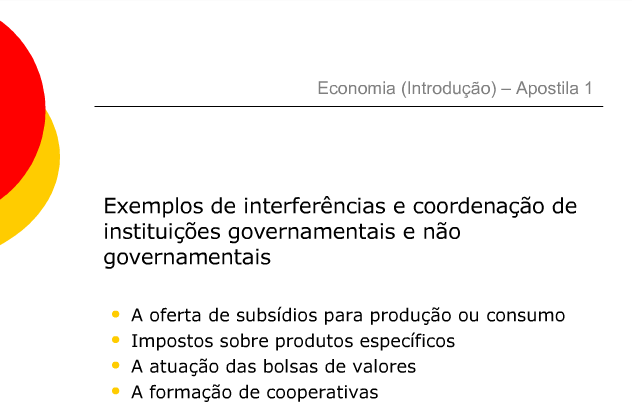 Economia (Introdução) – Apostila 1
Exemplos de interferências e coordenação de
instituições governamentais e não
governamentais
• A oferta de subsídios para produção ou consumo
• Impostos sobre produtos específicos
• A atuação das bolsas de valores
• A formação de cooperativas